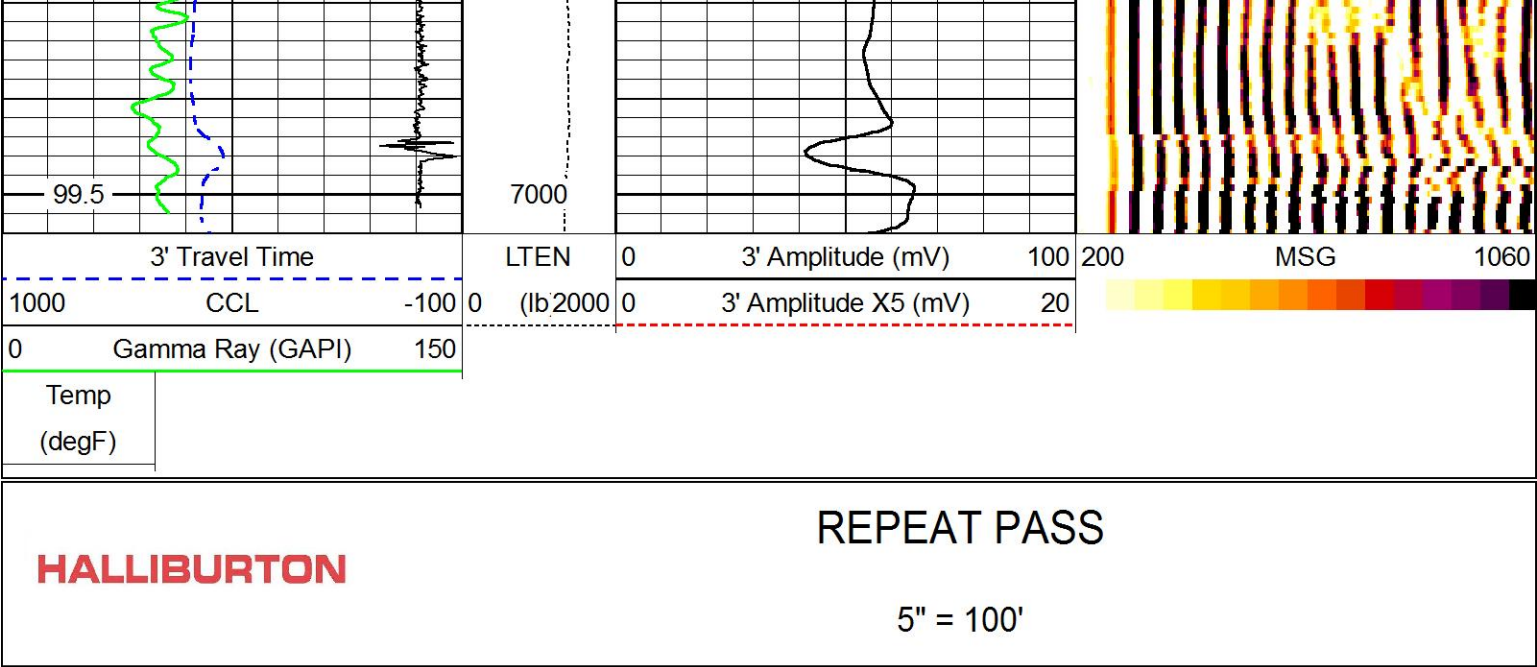 99.5 7000
3' Travel Time LTEN 0 3' Amplitude (mV) 100 200 MSG 1060
1000 CCL -100 0 (lb 2000 0 3' Amplitude X5 (mV) 20
0 Gamma Ray (GAPI) 150
Temp
(degF)
REPEAT PASS
HALLIBURTON
5" = 100'